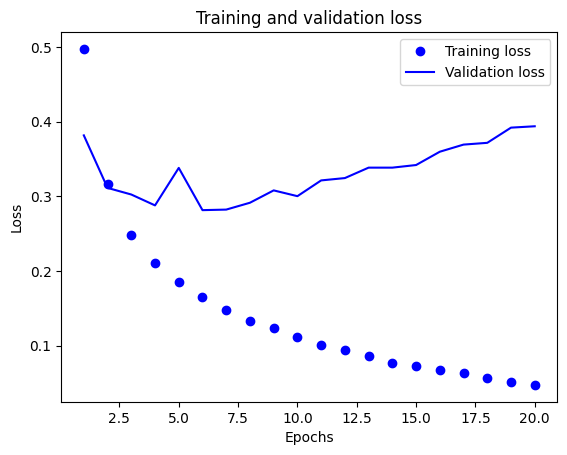 Training and validation loss
Training loss
Validation loss
0.5
0.4
0.3
0.2
0.1
Loss
2.5 5.0 7.5 10.0 12.5 15.0 17.5 20.0
Epochs